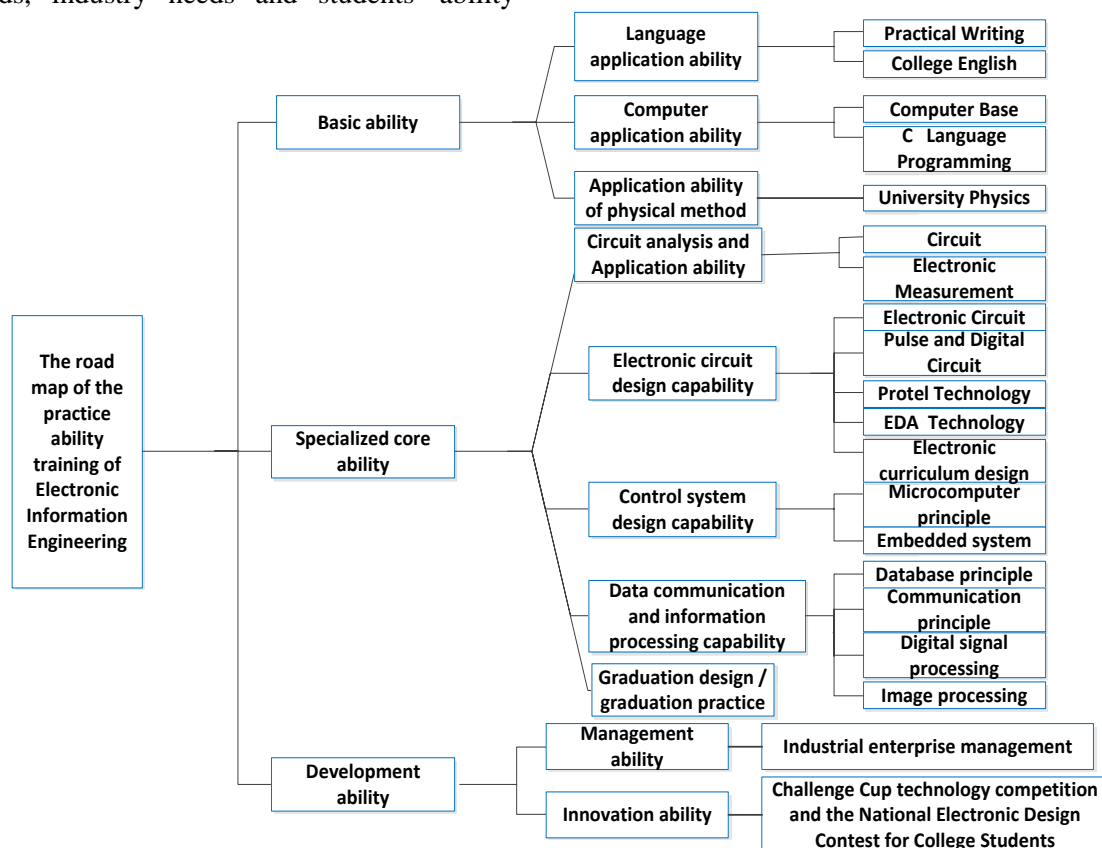 industry needs and students' ability
Language
application ability
Practical Writing
College English
Basic ability
Computer
application ability
Computer Base
C Language
Programming
Application ability
of physical method
University Physics
Circuit analysis and
Application ability
Circuit
Electronic
Measurement
The road
map of the
practice
ability
training of
Electronic
Information
Engineering
Specialized core
ability
Electronic circuit
design capability
Electronic Circuit
Pulse and Digital
Circuit
Protel Technology
EDA Technology
Electronic
curriculum design
Control system
design capability
Microcomputer
principle
Embedded system
Data communication
and information
processing capability
Database principle
Communication
principle
Digital signal
processing
Image processing
Graduation design /
graduation practice
Development
ability
Management
ability
Industrial enterprise management
Innovation ability
Challenge Cup technology competition
and the National Electronic Design
Contest for College Students